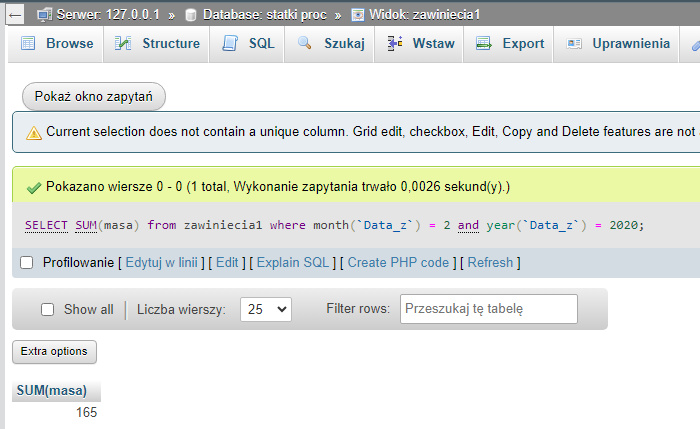 ← Serwer: 127.0.0.1 » Database: statki proc » Widok: zawiniecia1
Browse Structure SQL Szukaj Wstaw Export Uprawnienia
Pokaż okno zapytań
Current selection does not contain a unique column. Grid edit, checkbox, Edit, Copy and Delete features are not
Pokazano wiersze 0 - 0 (1 total, Wykonanie zapytania trwało 0,0026 sekund(y).)
SELECT SUM(masa) from zawiniecia1 where month(`Data_z`) = 2 and year(`Data_z`) = 2020;
Profilowanie [ Edytuj w linii ] [ Edit ] [ Explain SQL ] [ Create PHP code ] [ Refresh ]
Show all | Liczba wierszy: 25 Filter rows: Przeszukaj tę tabelę
Extra options
SUM(masa)
165